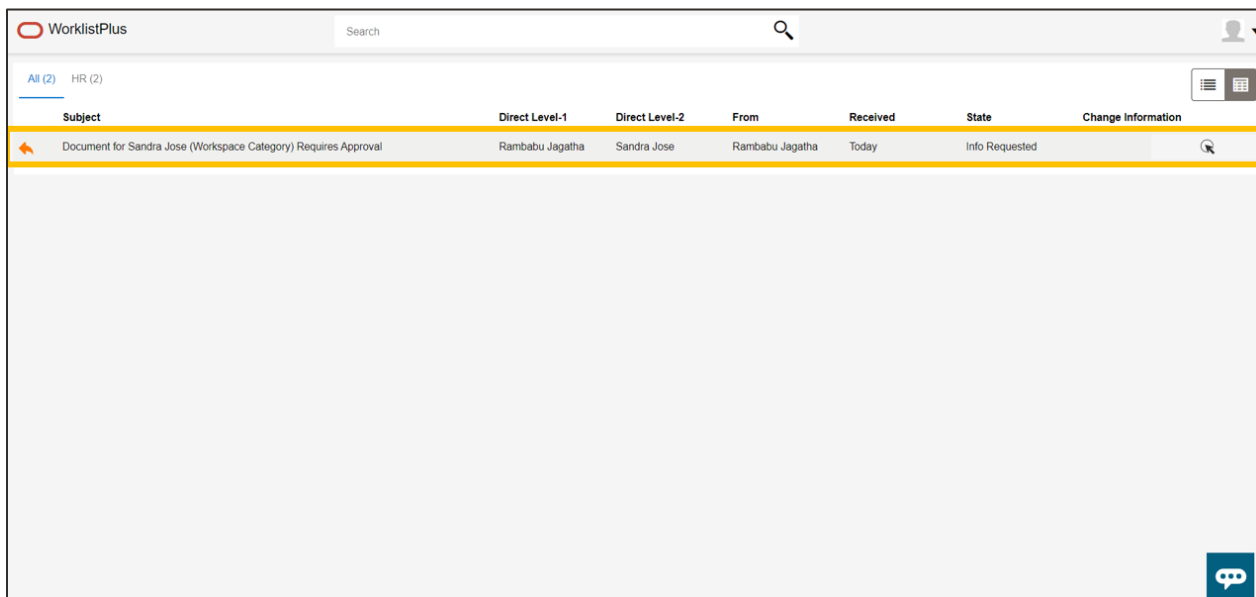 WorklistPlus Search
All (2) HR (2)
Subject Direct Level-1 Direct Level-2 From Received State Change Information
Document for Sandra Jose (Workspace Category) Requires Approval Rambabu Jagatha Sandra Jose Rambabu Jagatha Today Info Requested